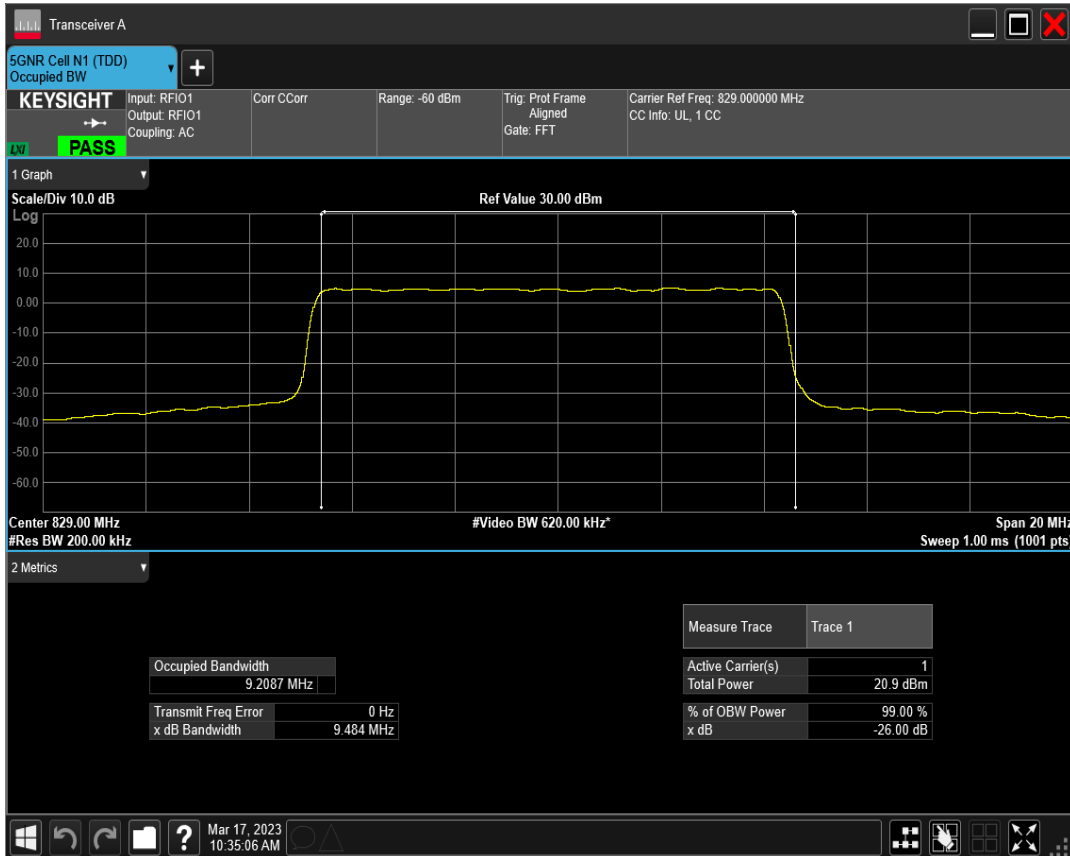 Transceiver A
5GNR Cell N1 (TDD)
Occupied BW
+
KEYSIGHT
LXI
PASS
Input: RFIO1
Output: RFIO1
Coupling: AC
Corr CCorr
Range: -60 dBm
Trig: Prot Frame
Aligned
Gate: FFT
Carrier Ref Freq: 829.000000 MHz
CC Info: UL, 1 CC
1 Graph
Scale/Div 10.0 dB
Ref Value 30.00 dBm
Log
20.0
10.0
0.00
-10.0
-20.0
-30.0
-40.0
-50.0
-60.0
Center 829.00 MHz
#Video BW 620.00 kHz*
Span 20 MHz
#Res BW 200.00 kHz
Sweep 1.00 ms (1001 pts)
2 Metrics
Measure Trace Trace 1
Occupied Bandwidth
9.2087 MHz
Active Carrier(s) 1
Total Power 20.9 dBm
Transmit Freq Error 0 Hz
x dB Bandwidth 9.484 MHz
% of OBW Power 99.00 %
x dB -26.00 dB
?
Mar 17, 2023
10:35:06 AM